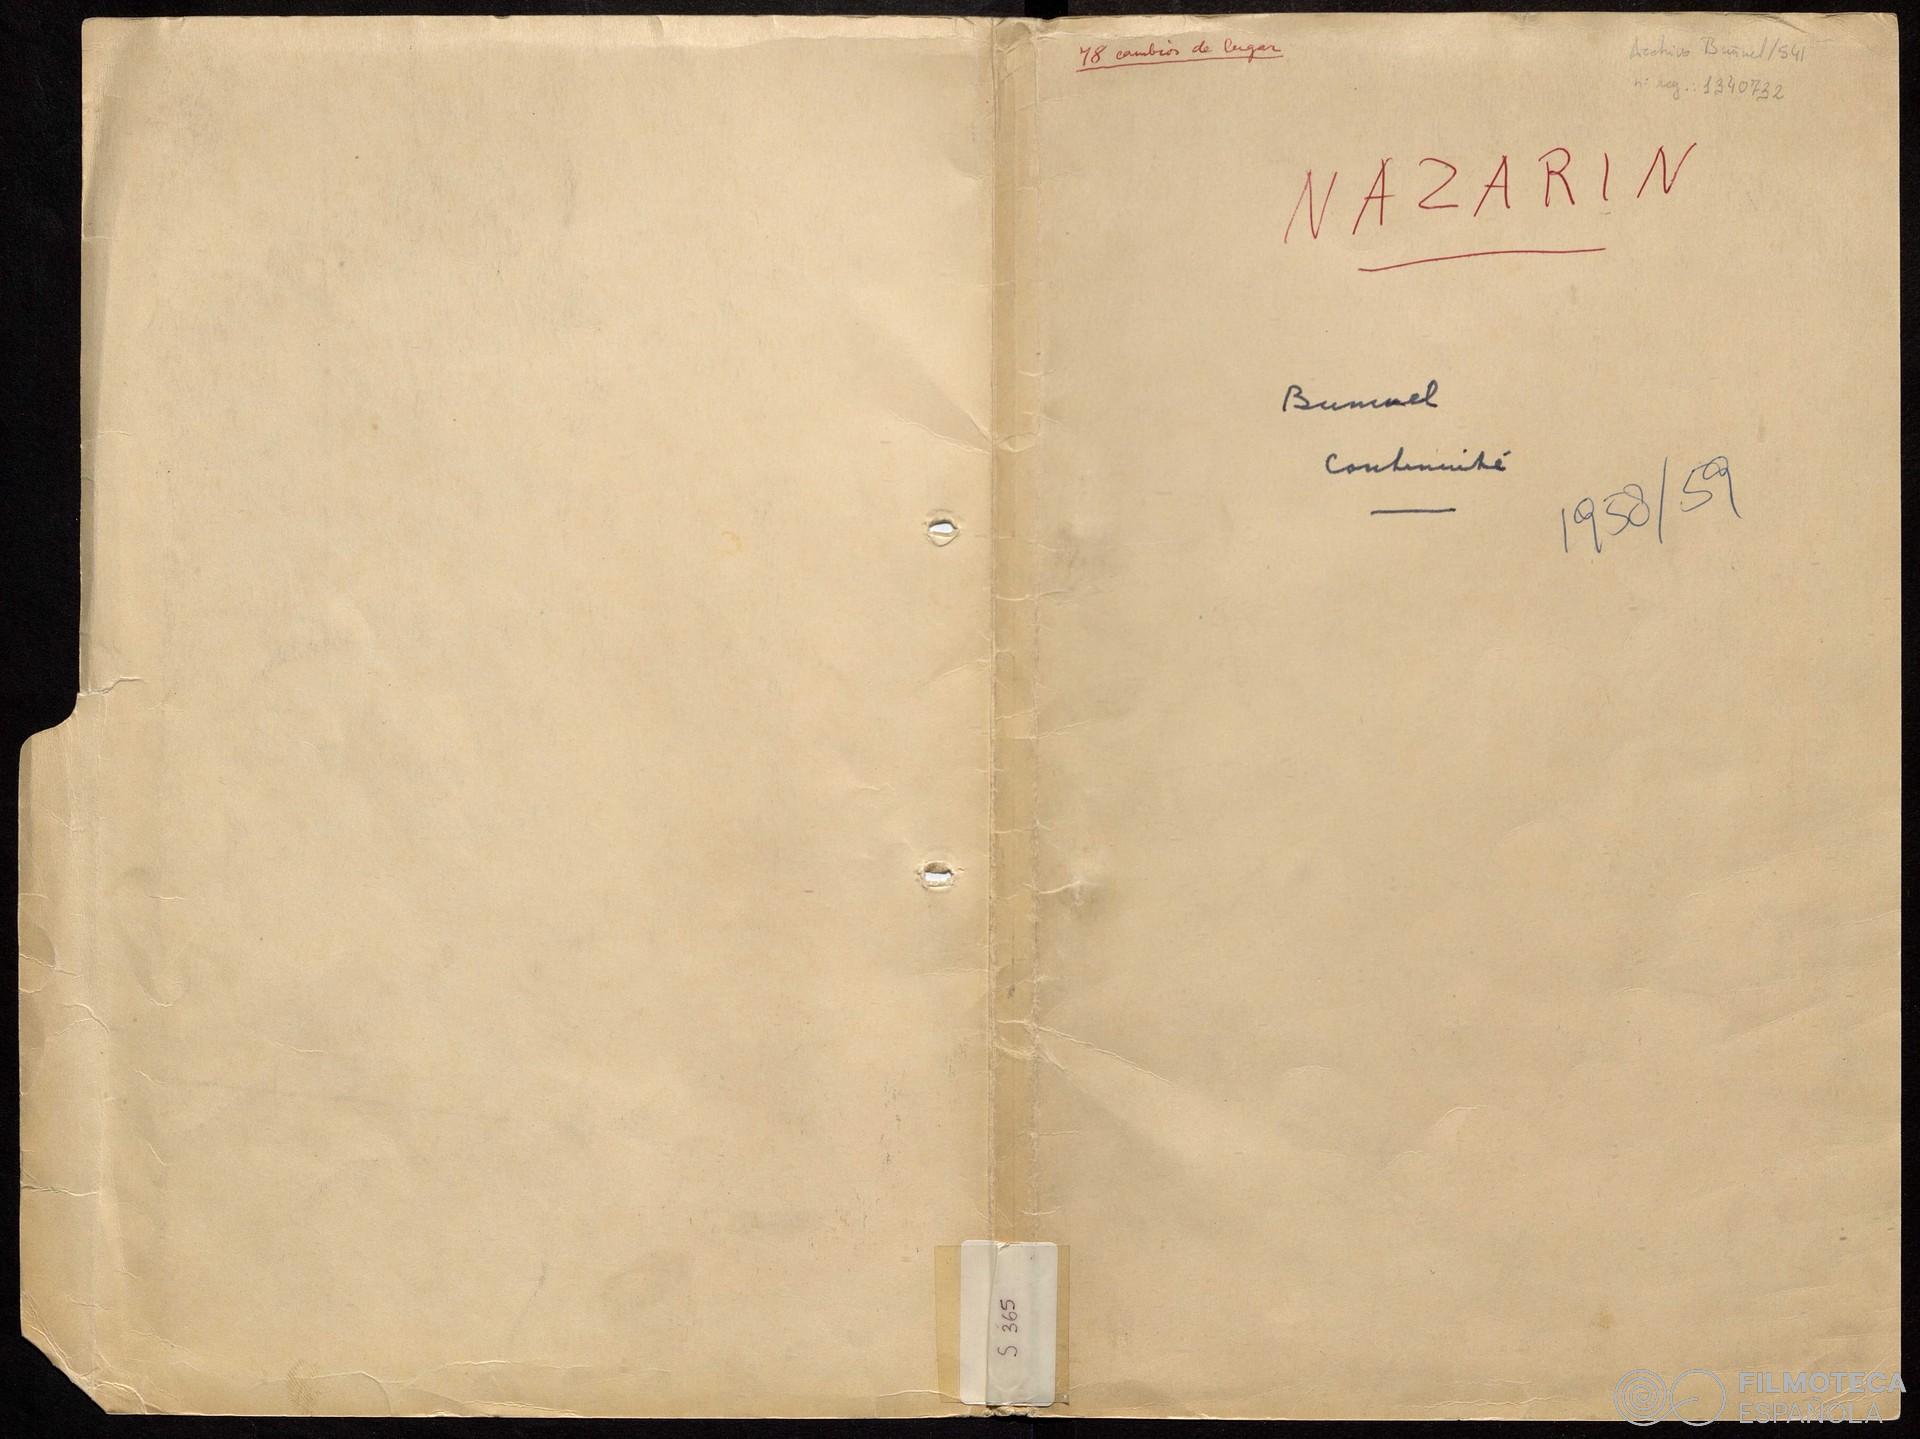 78 cambios de lugar
Archivo Buñuel/541
nº reg.: 1340732
NAZARIN
Bunuel
Continuité
1958/59
S 365
FILMOTECA
ESPAÑOLA